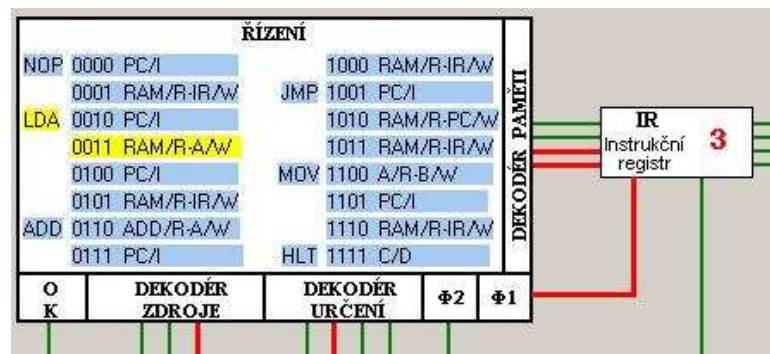 ŘÍZENÍ
NOP 0000 PC/I
0001 RAM/R-IR/W
LDA 0010 PC/I
0011 RAM/R-A/W
0100 PC/I
0101 RAM/R-IR/W
ADD 0110 ADD/R-A/W
0111 PC/I
1000 RAM/R-IR/W
JMP 1001 PC/I
1010 RAM/R-PC/W
1011 RAM/R-IR/W
MOV 1100 A/R-B/W
1101 PC/I
1110 RAM/R-IR/W
HLT 1111 C/D
DEKODÉR PAMĚTI
O
K
DEKODÉR
ZDROJE
DEKODÉR
URČENÍ
Φ2
Φ1
IR
Instrukční
registr
3